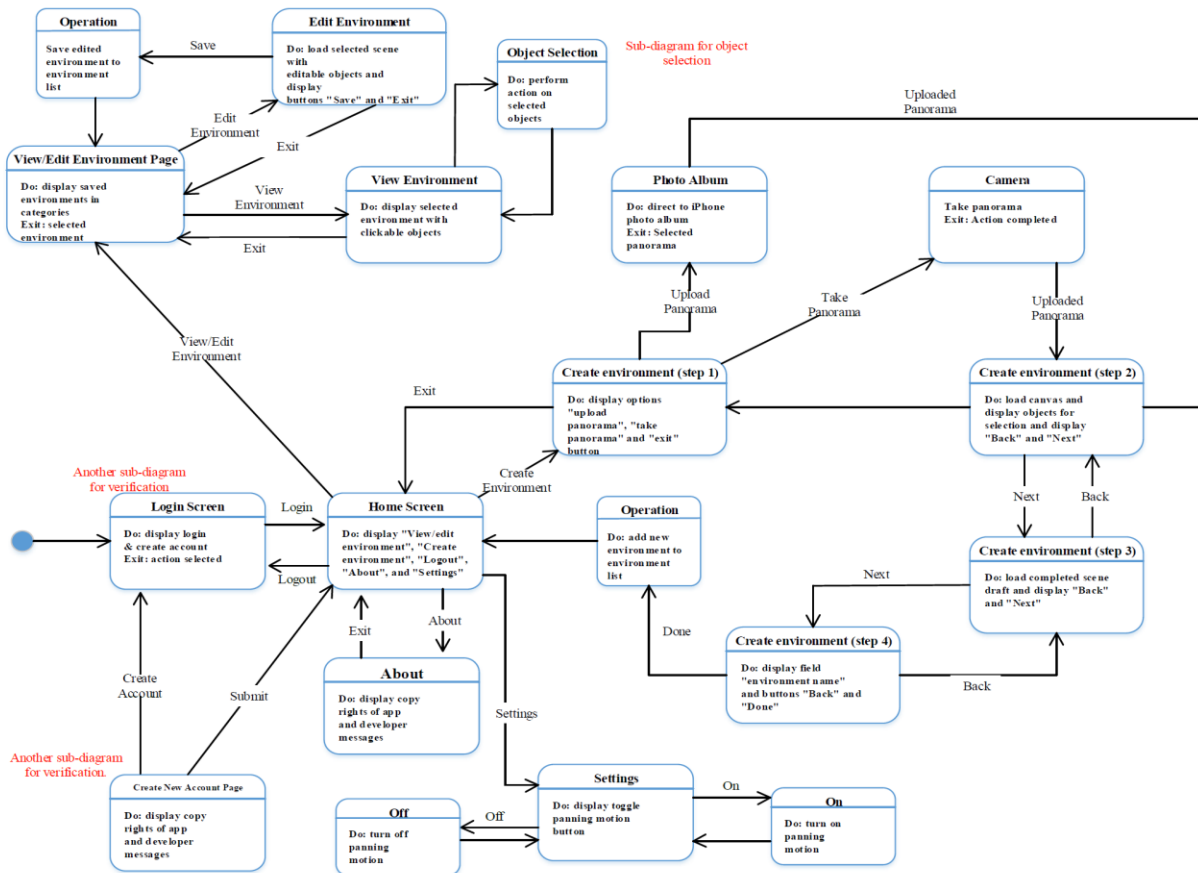 Operation
Save edited
environment to
environment
list
Save
Edit Environment
Do: load selected scene
with
editable objects and
display
buttons "Save" and "Exit"
Object Selection
Do: perform
action on
selected
objects
Sub-diagram for object
selection
Uploaded
Panorama
Edit
Environment
Exit
View/Edit Environment Page
Do: display saved
environments in
categories
Exit: selected
environment
View
Environment
Exit
View Environment
Do: display selected
environment with
clickable objects
Photo Album
Do: direct to iPhone
photo album
Exit: Selected
panorama
Camera
Take panorama
Exit: Action completed
Upload
Panorama
Take
Panorama
Uploaded
Panorama
View/Edit
Environment
Exit
Create environment (step 1)
Do: display options
"upload
panorama", "take
panorama" and "exit"
button
Create environment (step 2)
Do: load canvas and
display objects for
selection and display
"Back" and "Next"
Another sub-diagram
for verification
Create
Environment
Next
Back
Login Screen
Do: display login
& create account
Exit: action selected
Login
Logout
Home Screen
Do: display "View/edit
environment", "Create
environment", "Logout",
"About", and "Settings"
Operation
Do: add new
environment to
environment
list
Create environment (step 3)
Do: load completed scene
draft and display "Back"
and "Next"
Next
Exit
About
Done
Create environment (step 4)
Do: display field
"environment name"
and buttons "Back" and
"Done"
Back
Create
Account
Submit
About
Do: display copy
rights of app
and developer
messages
Settings
Another sub-diagram
for verification.
Create New Account Page
Do: display copy
rights of app
and developer
messages
Settings
Do: display toggle
panning motion
button
On
On
Do: turn on
panning
motion
Off
Off
Do: turn off
panning
motion